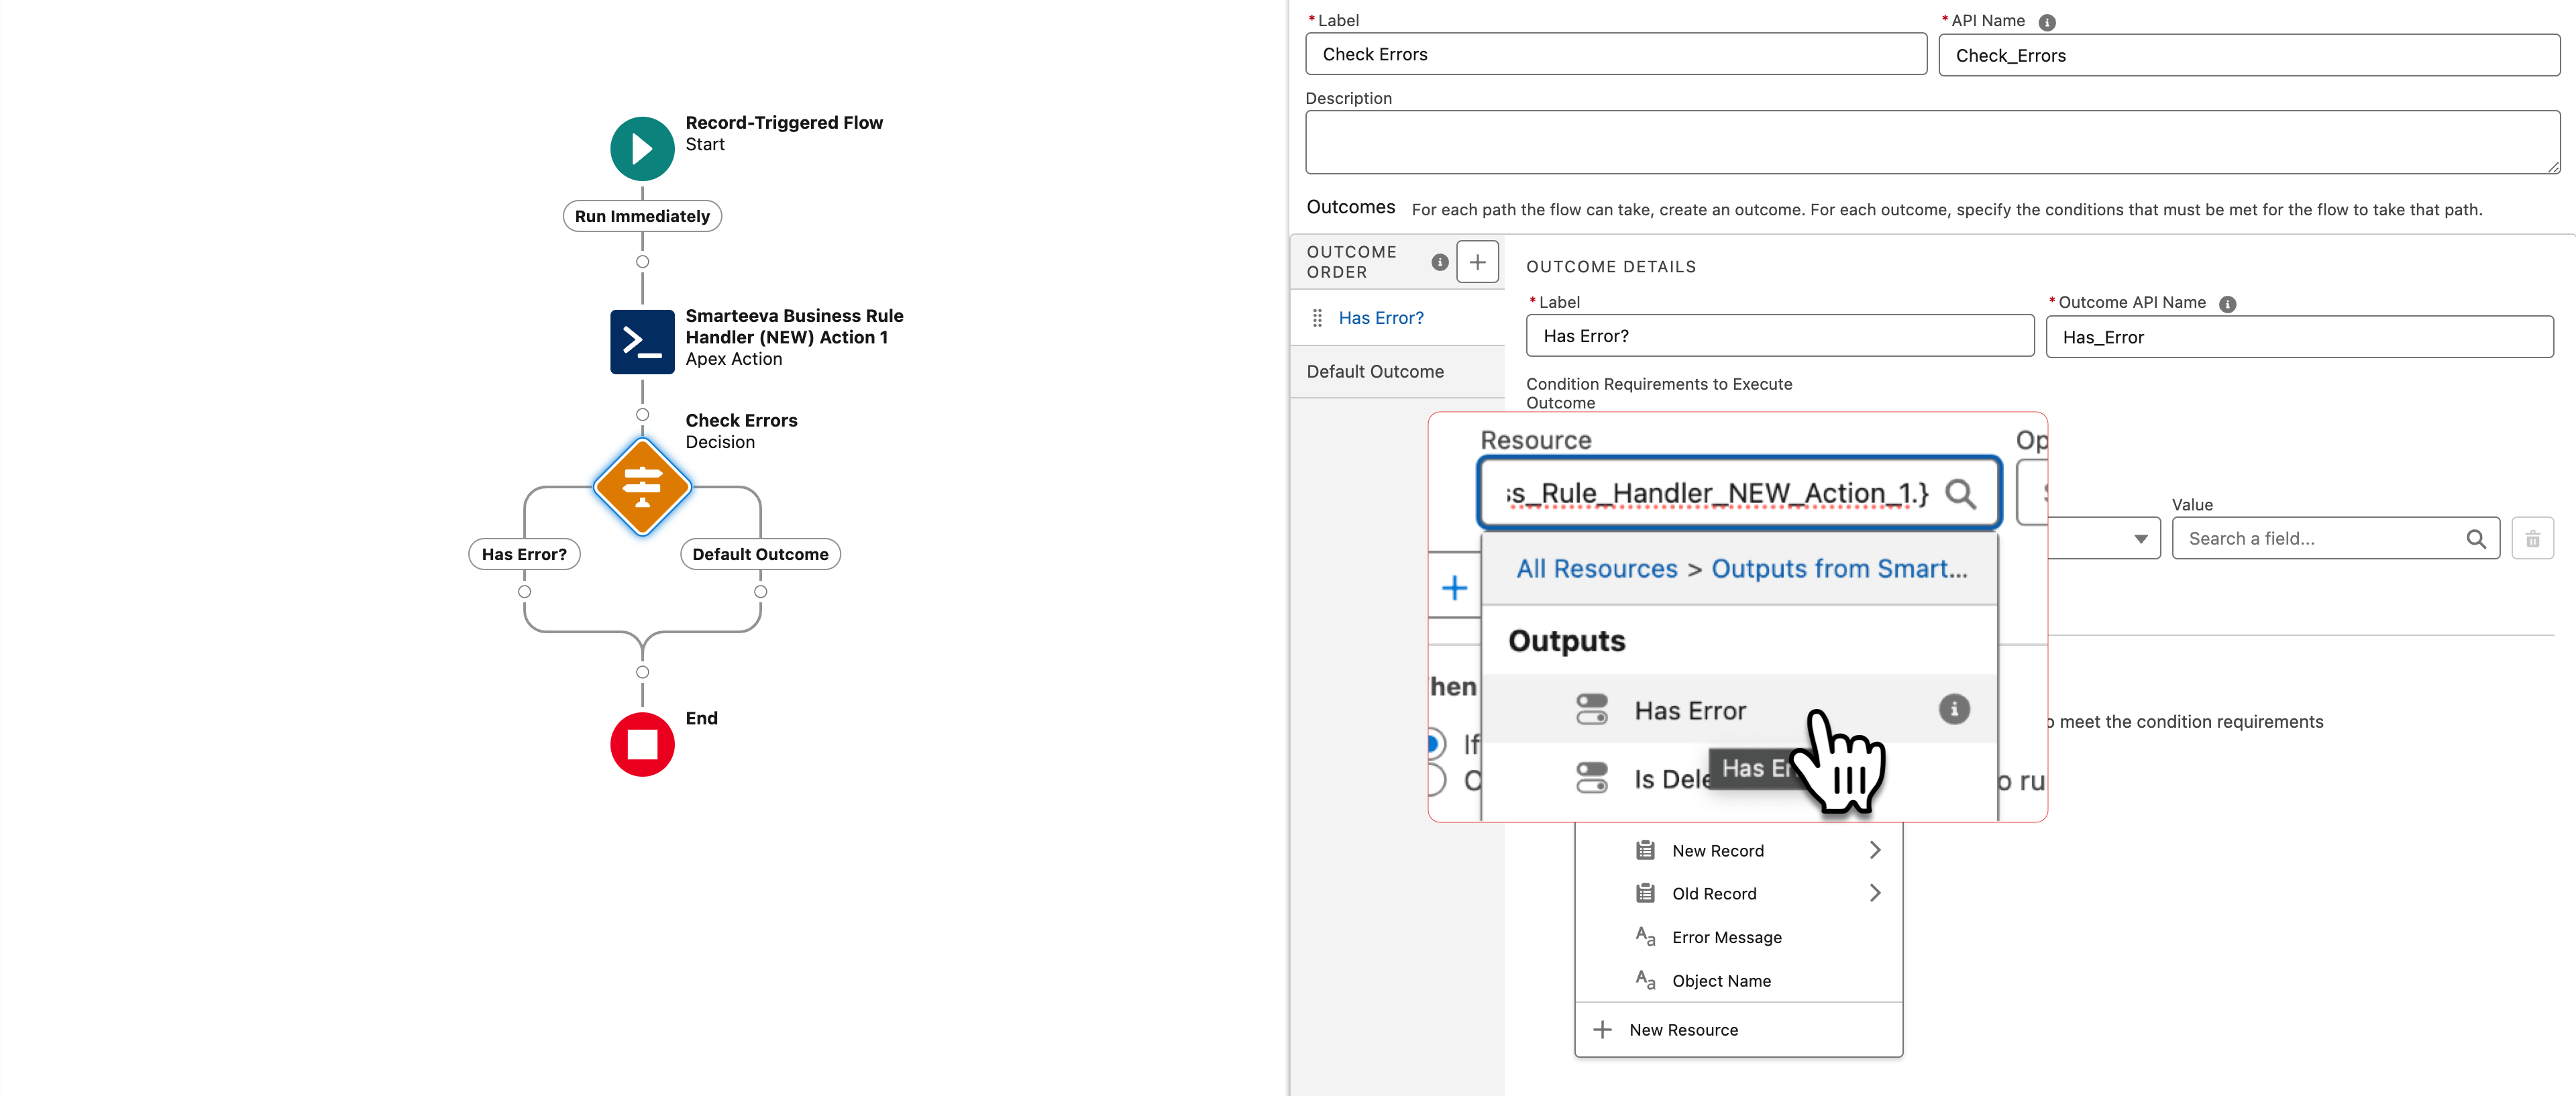 Record-Triggered Flow
Start
Run Immediately
Smarteeva Business Rule
Handler (NEW) Action 1
Apex Action
Check Errors
Decision
Has Error?
Default Outcome
End
* Label
Check Errors
* API Name
Check_Errors
Description
Outcomes For each path the flow can take, create an outcome. For each outcome, specify the conditions that must be met for the flow to take that path.
OUTCOME
ORDER
Has Error?
Default Outcome
OUTCOME DETAILS
* Label
Has Error?
* Outcome API Name
Has_Error
Condition Requirements to Execute
Outcome
Resource
s_Rule_Handler_NEW_Action_1.}
Value
Search a field...
All Resources > Outputs from Smart...
Outputs
Has Error
Is Dele
Has Er
hen
If
meet the condition requirements
New Record
Old Record
Error Message
Object Name
New Resource